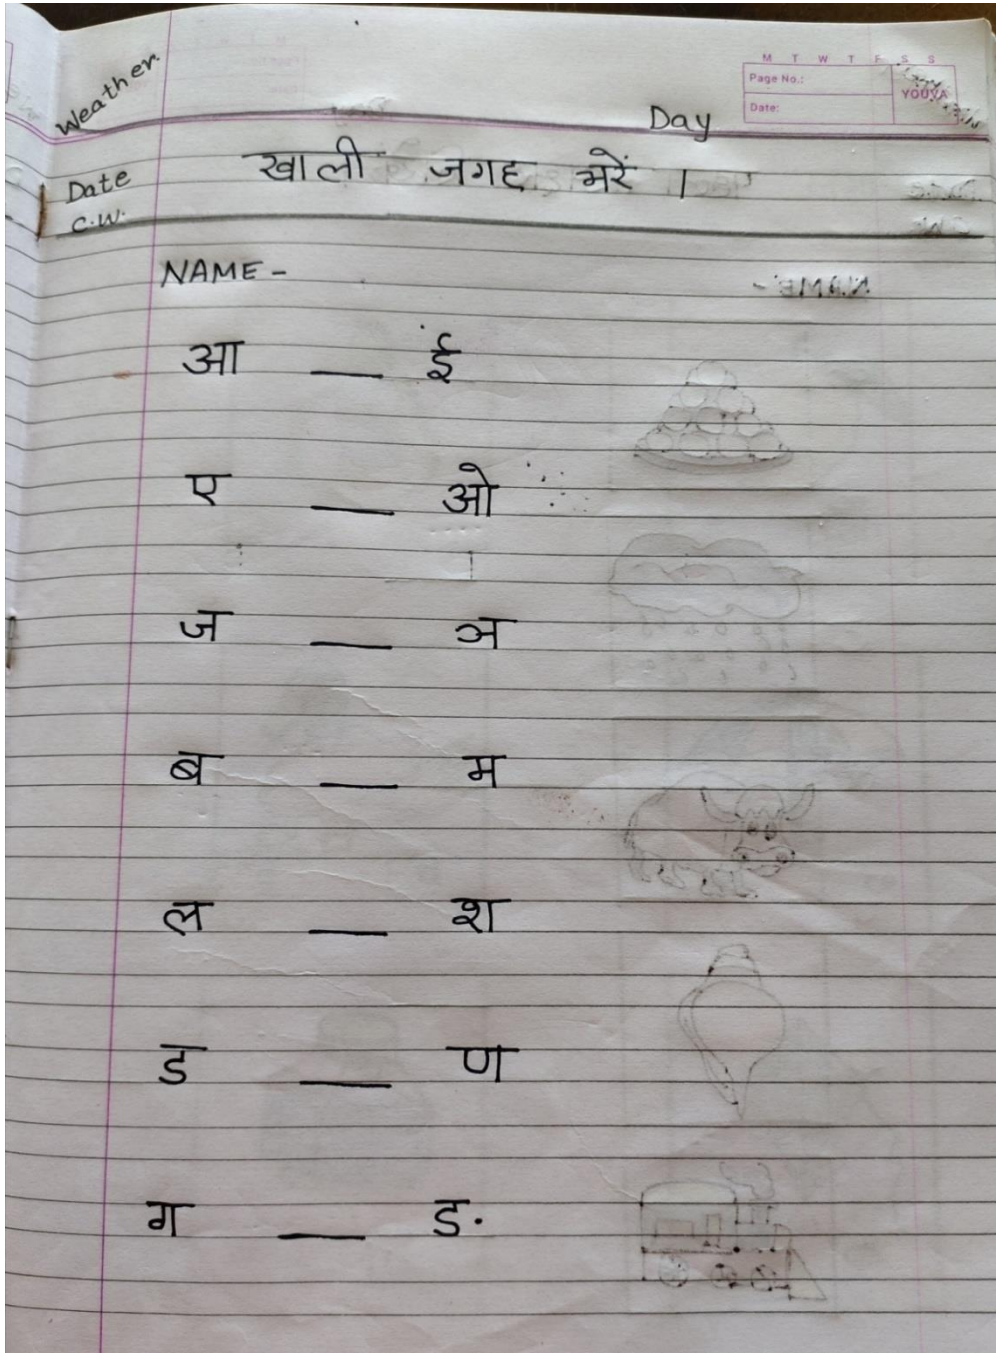 Weather
M T W T F S S
Page No.:
YOUVA
Date:
Day
Date
C.W.
खाली जगह भरें ।
NAME -
आ __ ई
ए __ ओ
ज __ ञ
ब __ म
ल __ श
ड __ ण
ग __ ङ